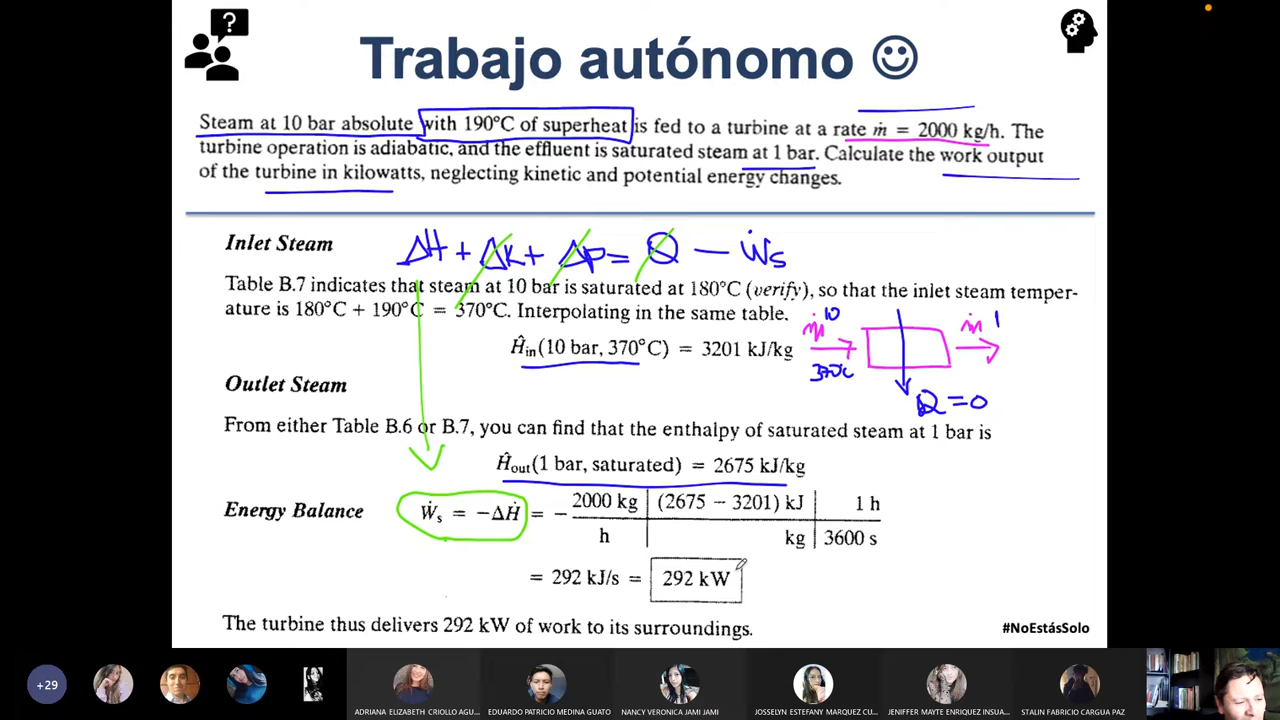 ?
Trabajo autónomo
Steam at 10 bar absolute with 190°C of superheat is fed to a turbine at a rate ṁ = 2000 kg/h. The
turbine operation is adiabatic, and the effluent is saturated steam at 1 bar. Calculate the work output
of the turbine in kilowatts, neglecting kinetic and potential energy changes.
Inlet Steam
ΔH + ΔK + ΔP = Q − Ẇs
Table B.7 indicates that steam at 10 bar is saturated at 180°C (verify), so that the inlet steam temper-
ature is 180°C + 190°C = 370°C. Interpolating in the same table.
Ĥin(10 bar, 370°C) = 3201 kJ/kg
ṁ 10
370°C
ṁ 1
Q = 0
Outlet Steam
From either Table B.6 or B.7, you can find that the enthalpy of saturated steam at 1 bar is
Ĥout(1 bar, saturated) = 2675 kJ/kg
Energy Balance
Ẇs = −ΔḢ = − 2000 kg | (2675 − 3201) kJ | 1 h
h | kg | 3600 s
= 292 kJ/s = 292 kW
The turbine thus delivers 292 kW of work to its surroundings.
#NoEstásSolo
+29
ADRIANA ELIZABETH CRIOLLO AGU...
EDUARDO PATRICIO MEDINA GUATO
NANCY VERONICA JAMI JAMI
JOSSELYN ESTEFANY MARQUEZ CU...
JENIFFER MAYTE ENRIQUEZ INSUA...
STALIN FABRICIO CARGUA PAZ